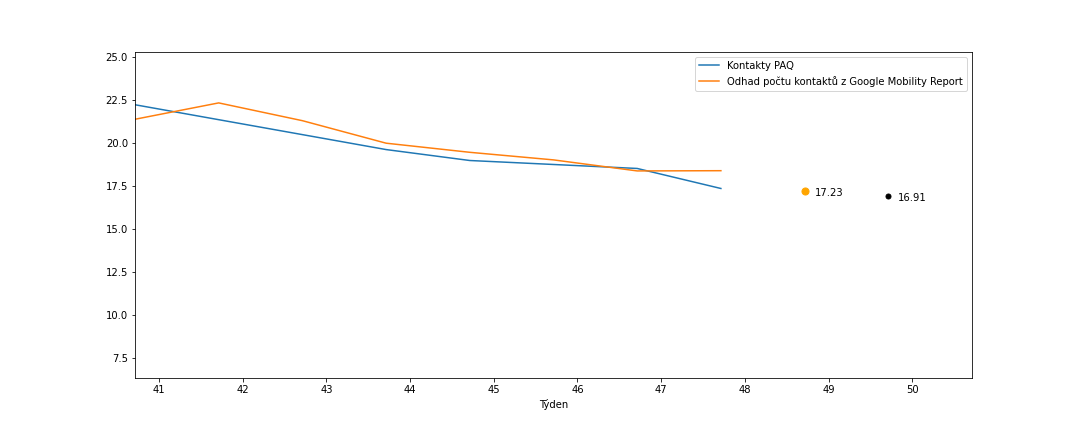 25.0
22.5
20.0
17.5
15.0
12.5
10.0
7.5
Kontakty PAQ
Odhad počtu kontaktů z Google Mobility Report
17.23
16.91
41 42 43 44 45 46 47 48 49 50
Týden